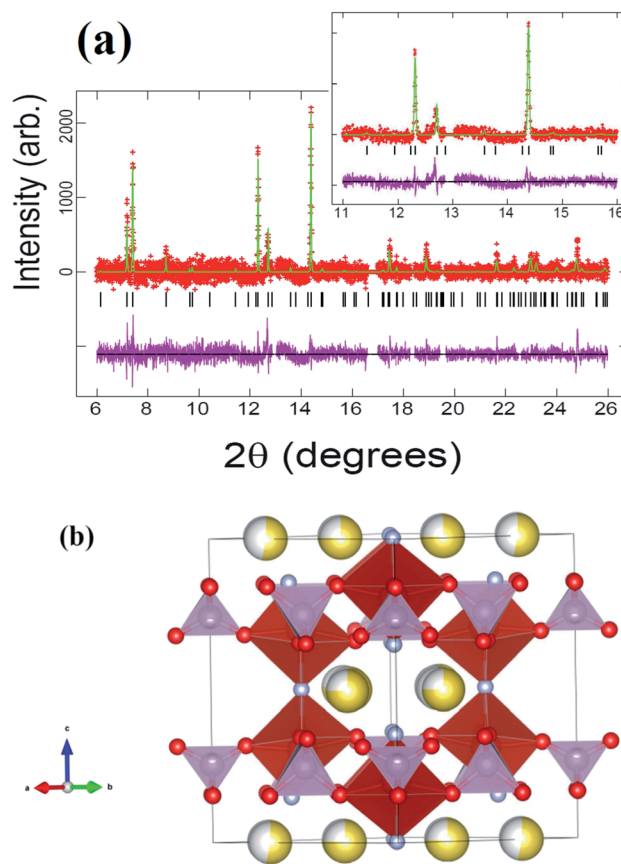 (a)
Intensity (arb.)
2000
1000
0
11 12 13 14 15 16
6 8 10 12 14 16 18 20 22 24 26
2θ (degrees)
(b)
c
a b